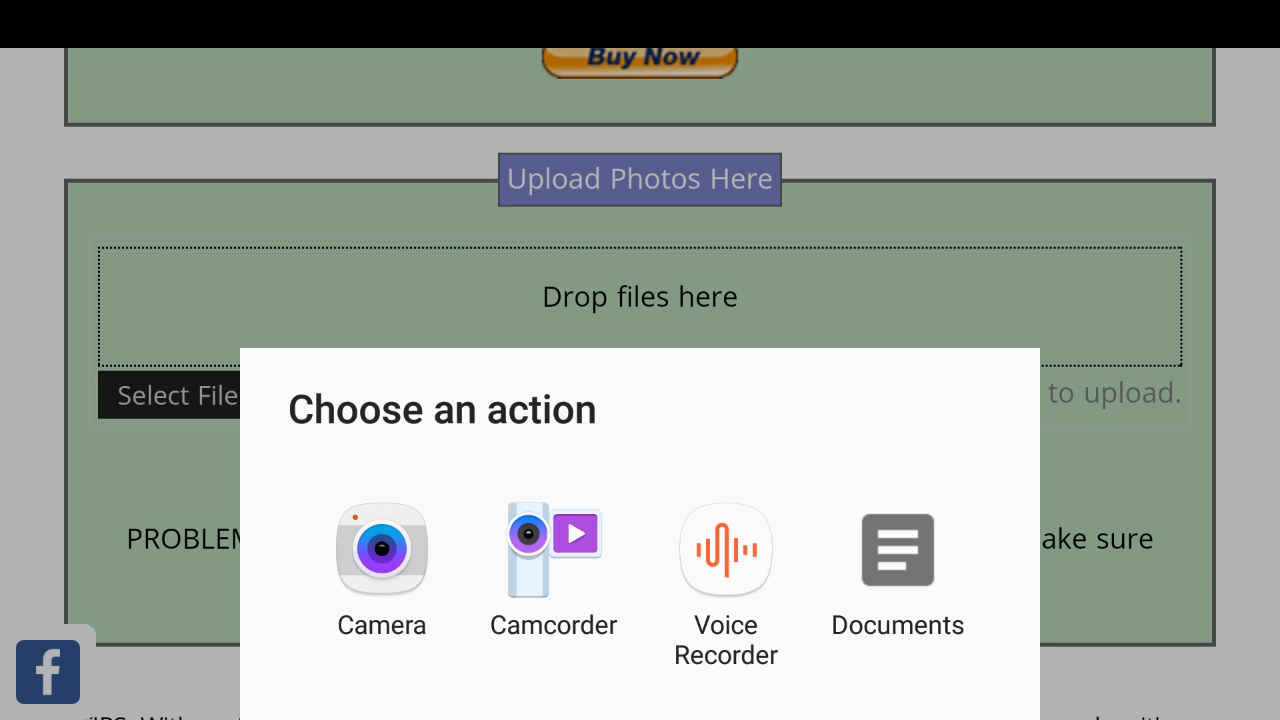 Buy Now
Upload Photos Here
Drop files here
Select File
to upload.
Choose an action
PROBLEM
ake sure
Camera
Camcorder
Voice
Recorder
Documents